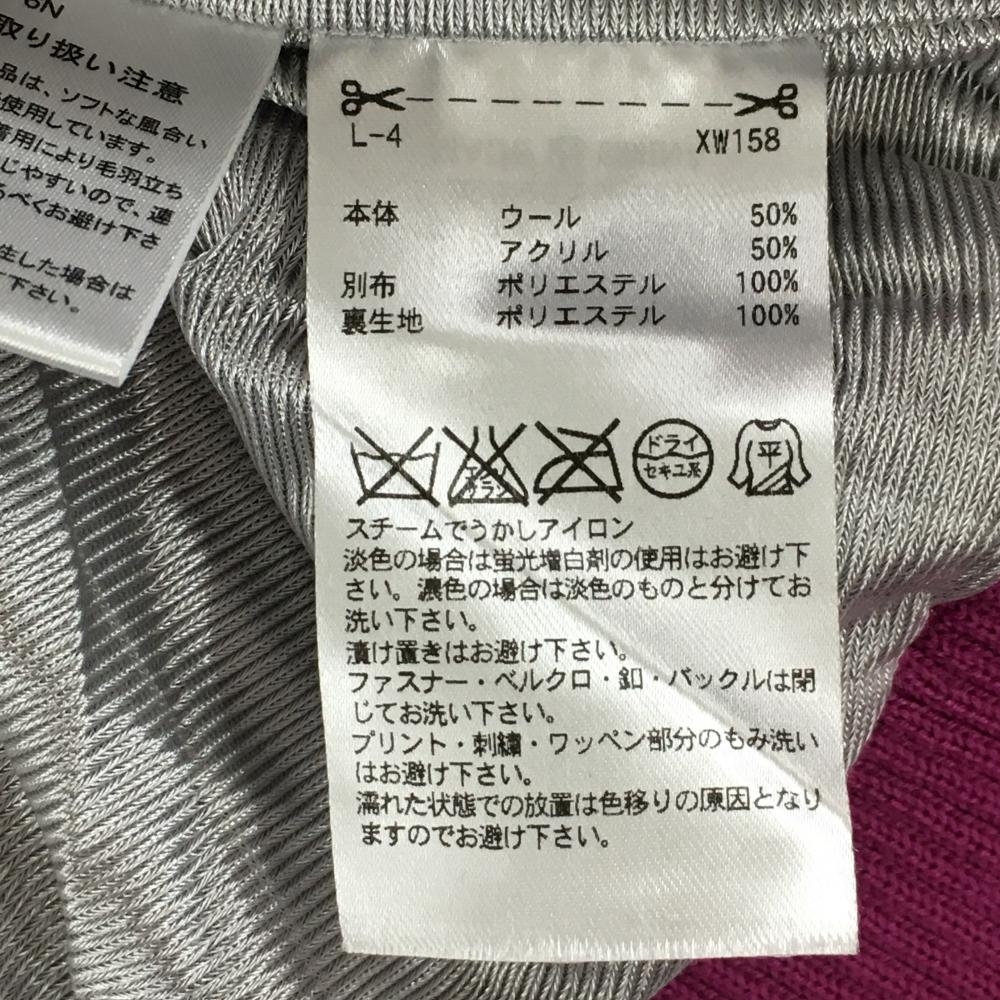 6N
取り扱い注意
品は、ソフトな風合い
使用しています。
着用により毛羽立ち
じやすいので、連
るべくお避け下さ
生した場合は
下さい。
L-4 XW158
本体 ウール 50%
アクリル 50%
別布 ポリエステル 100%
裏生地 ポリエステル 100%
エンソ
サラシ
ドライ
セキユ系
平
スチームでうかしアイロン
淡色の場合は蛍光増白剤の使用はお避け下
さい。濃色の場合は淡色のものと分けてお
洗い下さい。
漬け置きはお避け下さい。
ファスナー・ベルクロ・釦・バックルは閉
じてお洗い下さい。
プリント・刺繍・ワッペン部分のもみ洗い
はお避け下さい。
濡れた状態での放置は色移りの原因となり
ますのでお避け下さい。